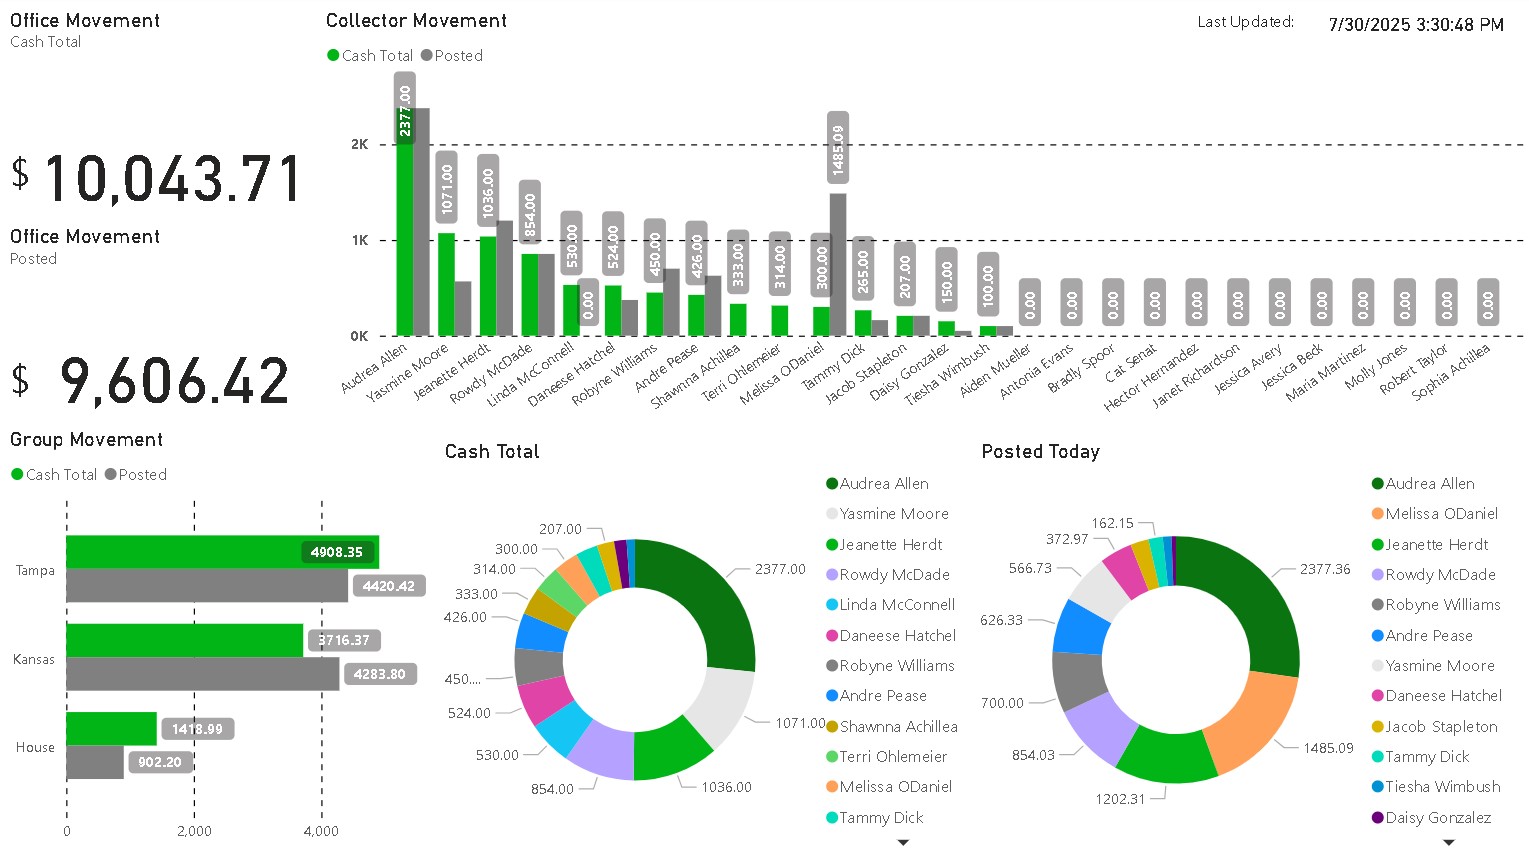 Office Movement
Cash Total
$ 10,043.71
Office Movement
Posted
$ 9,606.42
Collector Movement
Last Updated: 7/30/2025 3:30:48 PM
Cash Total Posted
2K
1K
0K
2377.00
1071.00
1036.00
854.00
530.00
0.00
524.00
450.00
426.00
333.00
314.00
300.00
1485.09
265.00
207.00
150.00
100.00
0.00
0.00
0.00
0.00
0.00
0.00
0.00
0.00
0.00
0.00
0.00
0.00
Audrea Allen
Yasmine Moore
Jeanette Herdt
Rowdy McDade
Linda McConnell
Daneese Hatchel
Robyne Williams
Andre Pease
Shawnna Achillea
Terri Ohlemeier
Melissa ODaniel
Tammy Dick
Jacob Stapleton
Daisy Gonzalez
Tiesha Wimbush
Aiden Mueller
Antonia Evans
Bradly Spoor
Cat Senat
Hector Hernandez
Janet Richardson
Jessica Avery
Jessica Beck
Maria Martinez
Molly Jones
Robert Taylor
Sophia Achillea
Group Movement
Cash Total Posted
Tampa
4908.35
4420.42
Kansas
3716.37
4283.80
House
1418.99
902.20
0 2,000 4,000
Cash Total
2377.00
1071.00
1036.00
854.00
530.00
524.00
450....
426.00
333.00
314.00
300.00
207.00
Audrea Allen
Yasmine Moore
Jeanette Herdt
Rowdy McDade
Linda McConnell
Daneese Hatchel
Robyne Williams
Andre Pease
Shawnna Achillea
Terri Ohlemeier
Melissa ODaniel
Tammy Dick
Posted Today
2377.36
1485.09
1202.31
854.03
700.00
626.33
566.73
372.97
162.15
Audrea Allen
Melissa ODaniel
Jeanette Herdt
Rowdy McDade
Robyne Williams
Andre Pease
Yasmine Moore
Daneese Hatchel
Jacob Stapleton
Tammy Dick
Tiesha Wimbush
Daisy Gonzalez